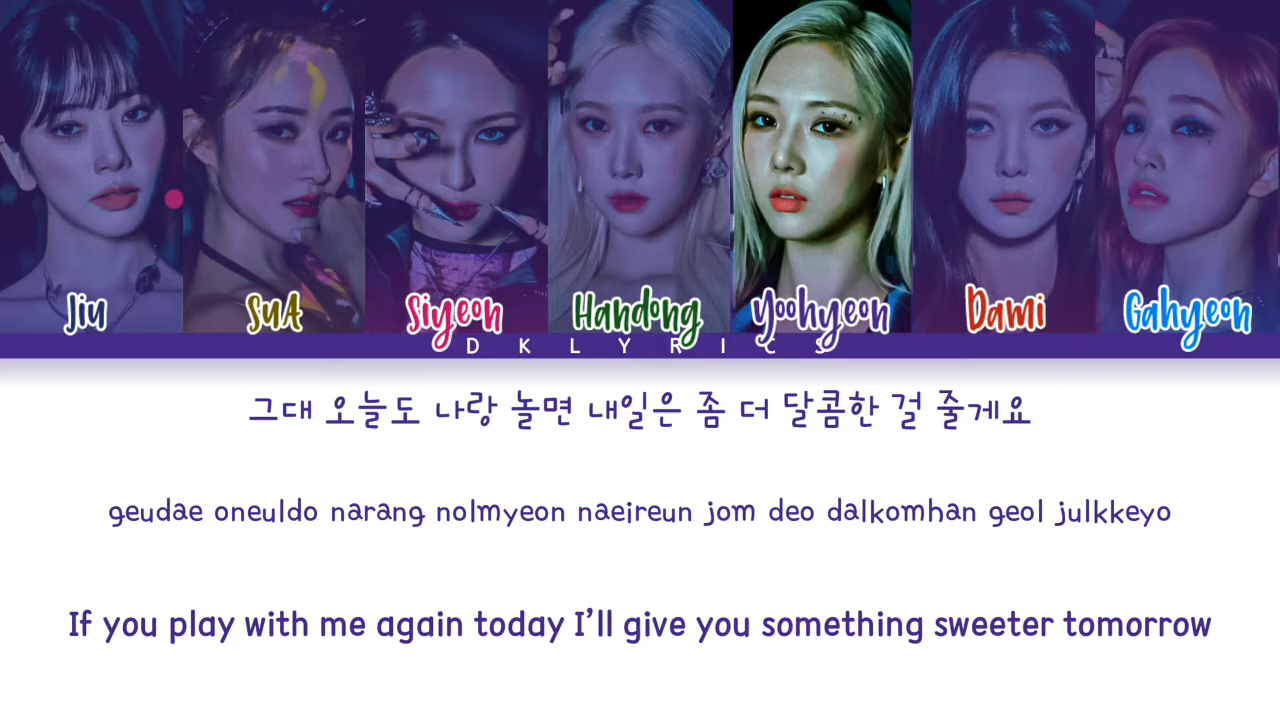 Jiu SuA Siyeon Handong Yoohyeon Dami Gahyeon
DKLYRICS
그대 오늘도 나랑 놀면 내일은 좀 더 달콤한 걸 줄게요
geudae oneuldo narang nolmyeon naeireun jom deo dalkomhan geol julkkeyo
If you play with me again today I'll give you something sweeter tomorrow